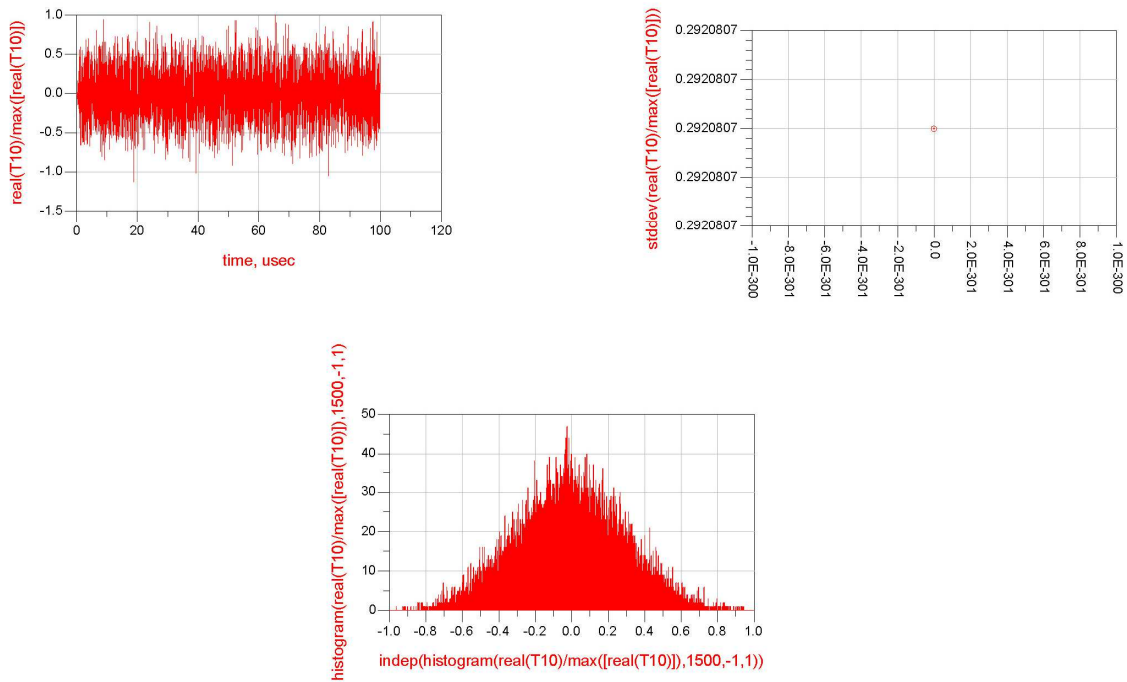 real(T10)/max([real(T10)])
1.0
0.5
0.0
-0.5
-1.0
-1.5
0 20 40 60 80 100 120
time, usec
stddev(real(T10)/max([real(T10)]))
0.2920807
0.2920807
0.2920807
0.2920807
0.2920807
-1.0E-300 -8.0E-301 -6.0E-301 -4.0E-301 -2.0E-301 0.0 2.0E-301 4.0E-301 6.0E-301 8.0E-301 1.0E-300
histogram(real(T10)/max([real(T10)]),1500,-1,1)
50
40
30
20
10
0
-1.0 -0.8 -0.6 -0.4 -0.2 0.0 0.2 0.4 0.6 0.8 1.0
indep(histogram(real(T10)/max([real(T10)]),1500,-1,1))